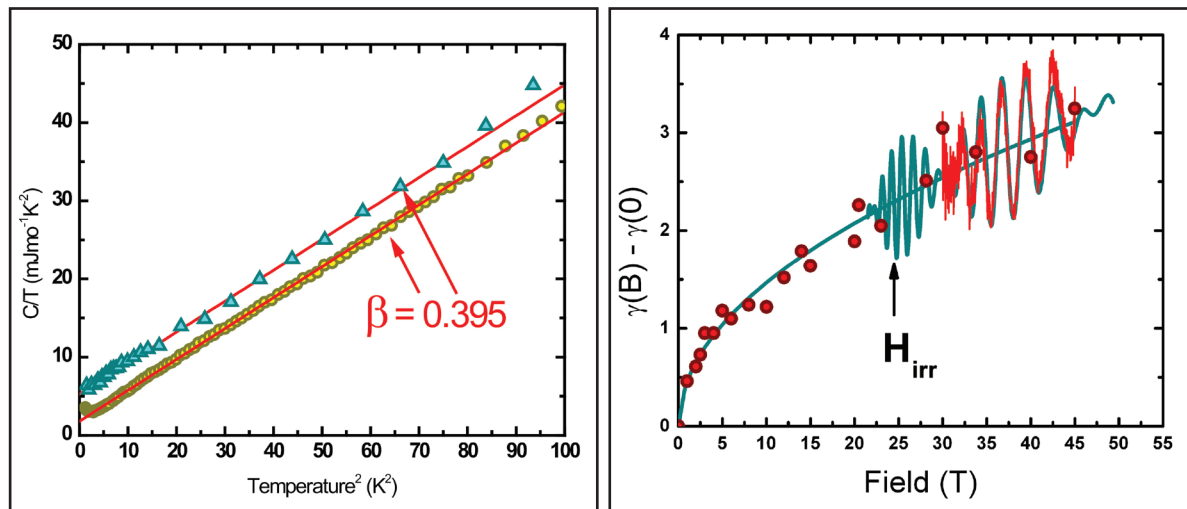 50
40
30
20
10
0
C/T (mJmo⁻¹K⁻²)
β = 0.395
0 10 20 30 40 50 60 70 80 90 100
Temperature² (K²)
4
3
2
1
0
γ(B) - γ(0)
H_irr
0 5 10 15 20 25 30 35 40 45 50 55
Field (T)